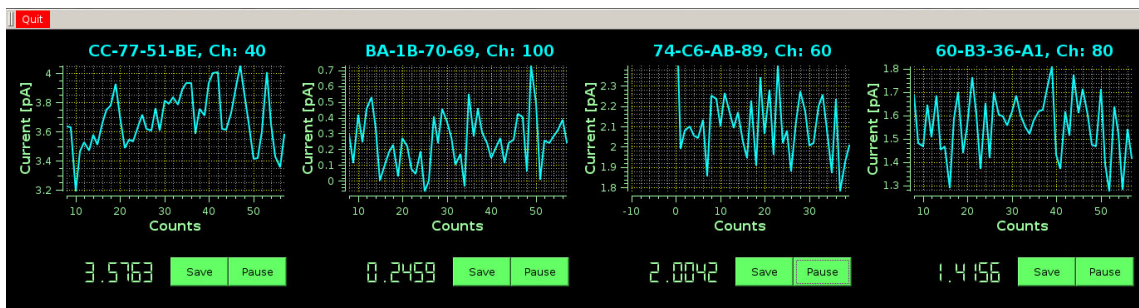 Quit
CC-77-51-BE, Ch: 40
Current [pA]
4
3.8
3.6
3.4
3.2
10 20 30 40 50
Counts
3.5763 Save Pause
BA-1B-70-69, Ch: 100
Current [pA]
0.7
0.6
0.5
0.4
0.3
0.2
0.1
0
10 20 30 40 50
Counts
0.2459 Save Pause
74-C6-AB-89, Ch: 60
Current [pA]
2.3
2.2
2.1
2
1.9
1.8
-10 0 10 20 30
Counts
2.0042 Save Pause
60-B3-36-A1, Ch: 80
Current [pA]
1.8
1.7
1.6
1.5
1.4
1.3
10 20 30 40 50
Counts
1.4156 Save Pause